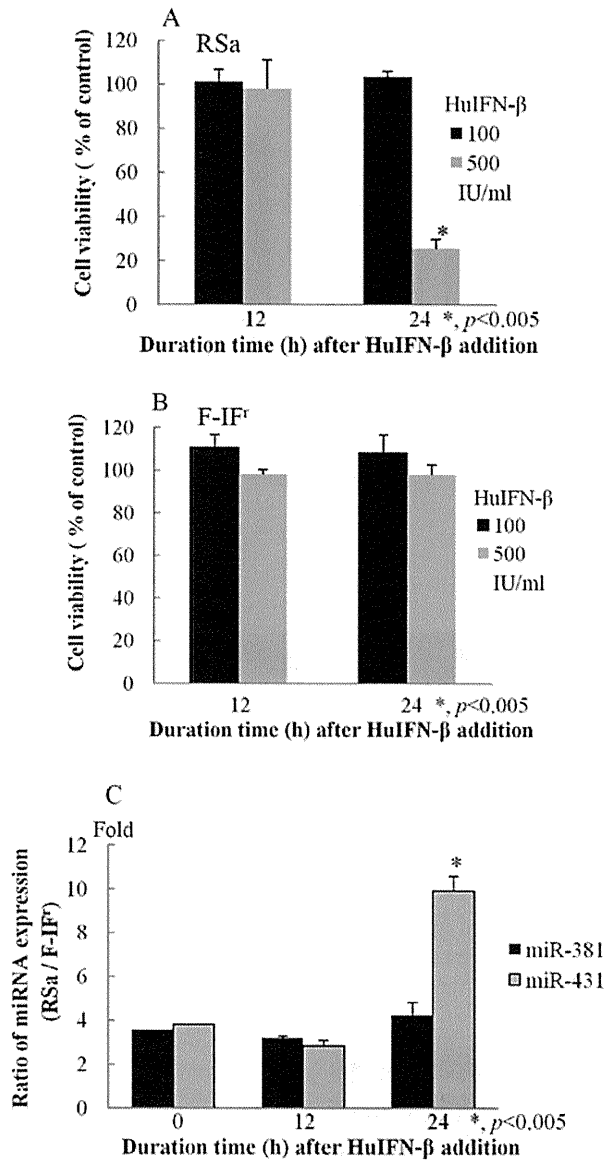 A
RSa
Cell viability ( % of control)
120
100
80
60
40
20
0
HuIFN-β
100
500
IU/ml
*
12
24 *, p<0.005
Duration time (h) after HuIFN-β addition
B
F-IFʳ
Cell viability ( % of control)
120
100
80
60
40
20
0
HuIFN-β
100
500
IU/ml
12
24 *, p<0.005
Duration time (h) after HuIFN-β addition
C
Fold
Ratio of miRNA expression
(RSa / F-IFʳ)
12
10
8
6
4
2
0
*
miR-381
miR-431
0
12
24 *, p<0.005
Duration time (h) after HuIFN-β addition